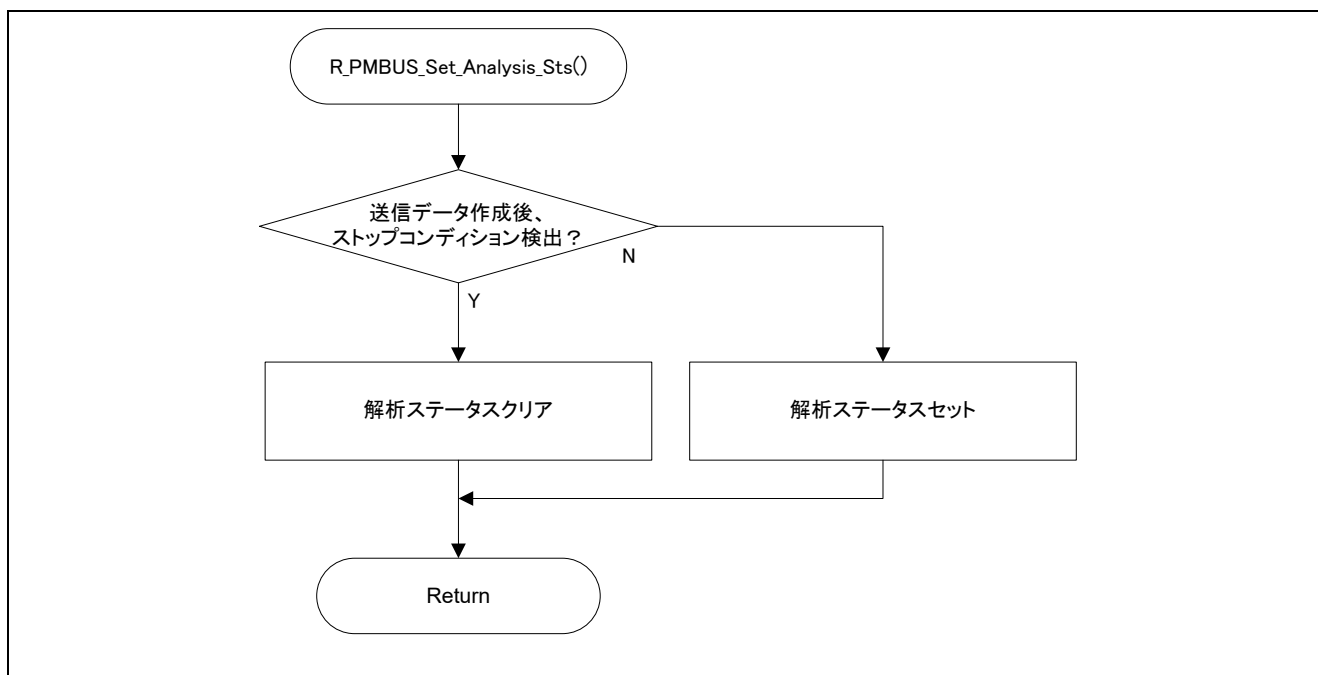 R_PMBUS_Set_Analysis_Sts()
送信データ作成後、
ストップコンディション検出？
N
Y
解析ステータスクリア
解析ステータスセット
Return